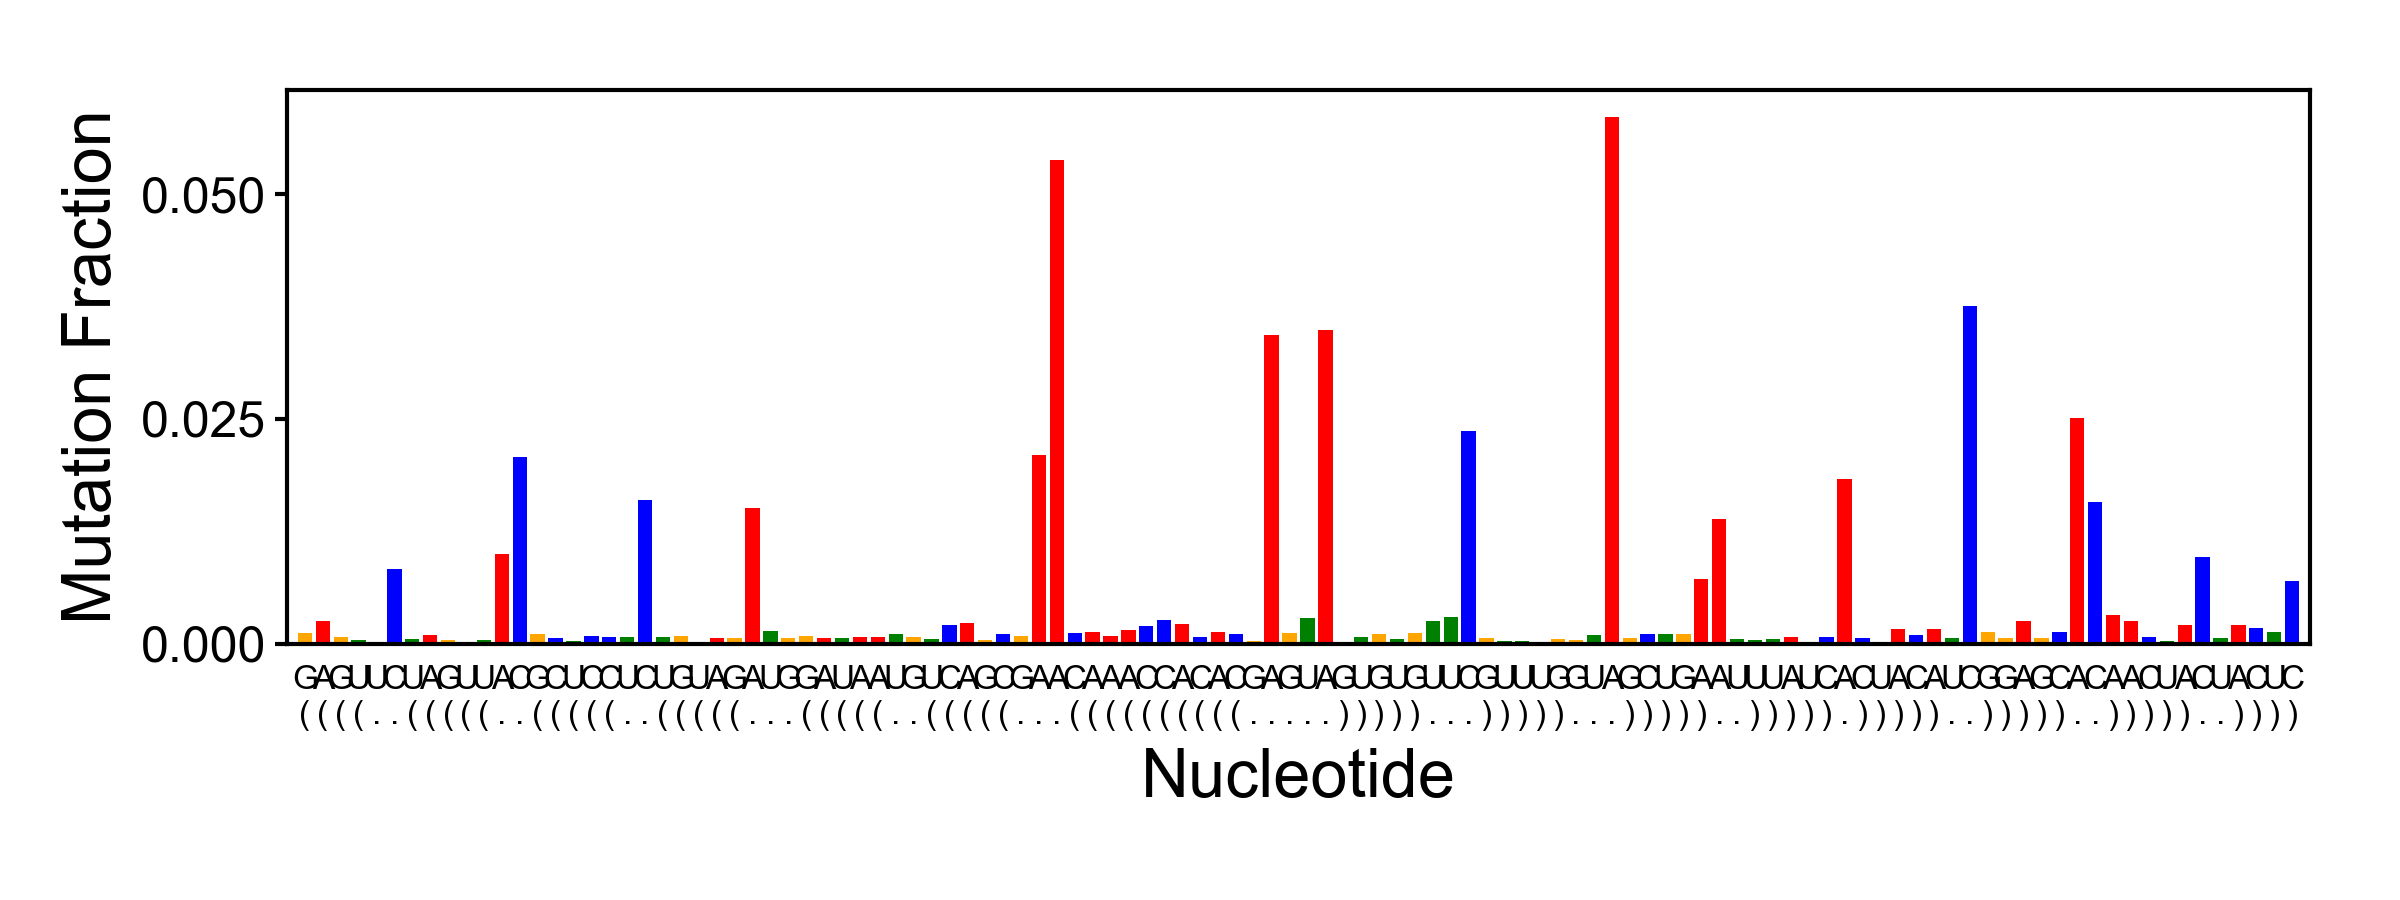 Mutation Fraction
0.050
0.025
0.000
GAGUUCUAGUUACGCUCCUCUGUAGAUGGAUAAUGUCAGCGAACAAACCACACGAGUAGUGUGUUCGUUUGGUAGCUGAAUUUAUCACUACAUCGGAGCACAACUACUACUC
((((..(((((..(((((..(((((...(((((..(((((...((((((((((.....)))))...)))))...)))))..))))).)))))..)))))..)))))..))))
Nucleotide